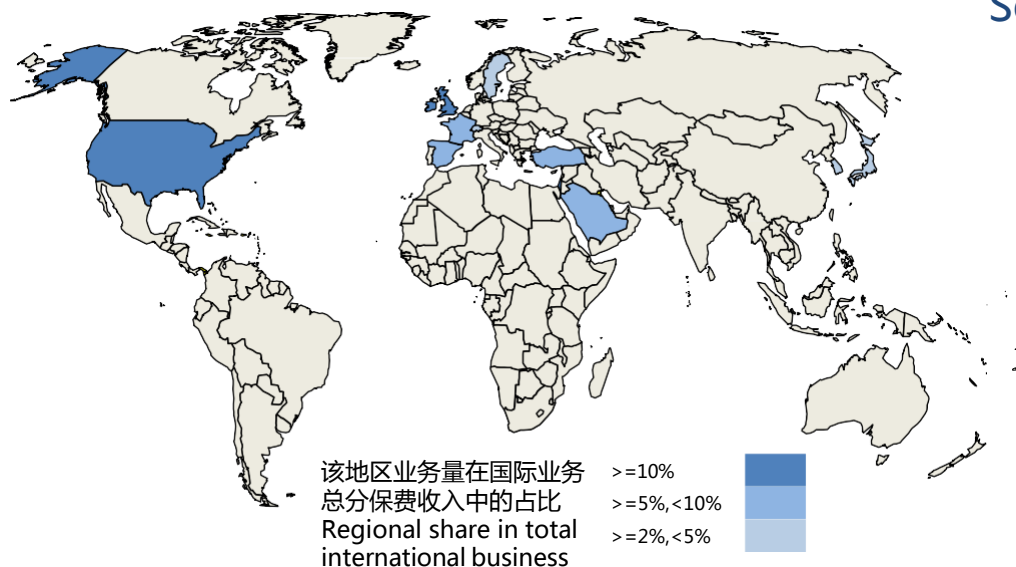 该地区业务量在国际业务
总分保费收入中的占比
Regional share in total
international business
>=10%
>=5%,<10%
>=2%,<5%